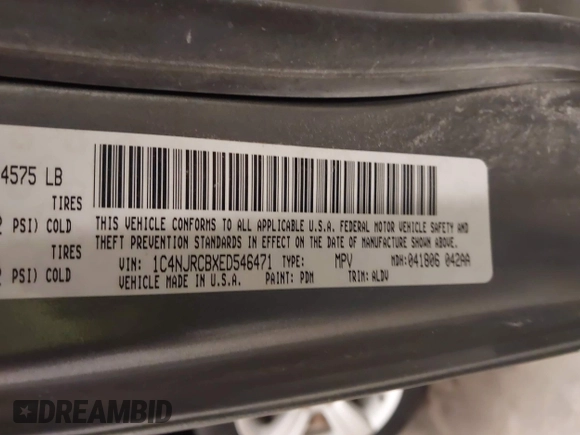 4575 LB
TIRES
PSI) COLD
TIRES
PSI) COLD
THIS VEHICLE CONFORMS TO ALL APPLICABLE U.S.A. FEDERAL MOTOR VEHICLE SAFETY AND
THEFT PREVENTION STANDARDS IN EFFECT ON THE DATE OF MANUFACTURE SHOWN ABOVE.
VIN: 1C4NJRCBXED546471 TYPE: MPV MDH:041806 042AA
VEHICLE MADE IN U.S.A. PAINT: PDM TRIM: ALDV
DREAMBID